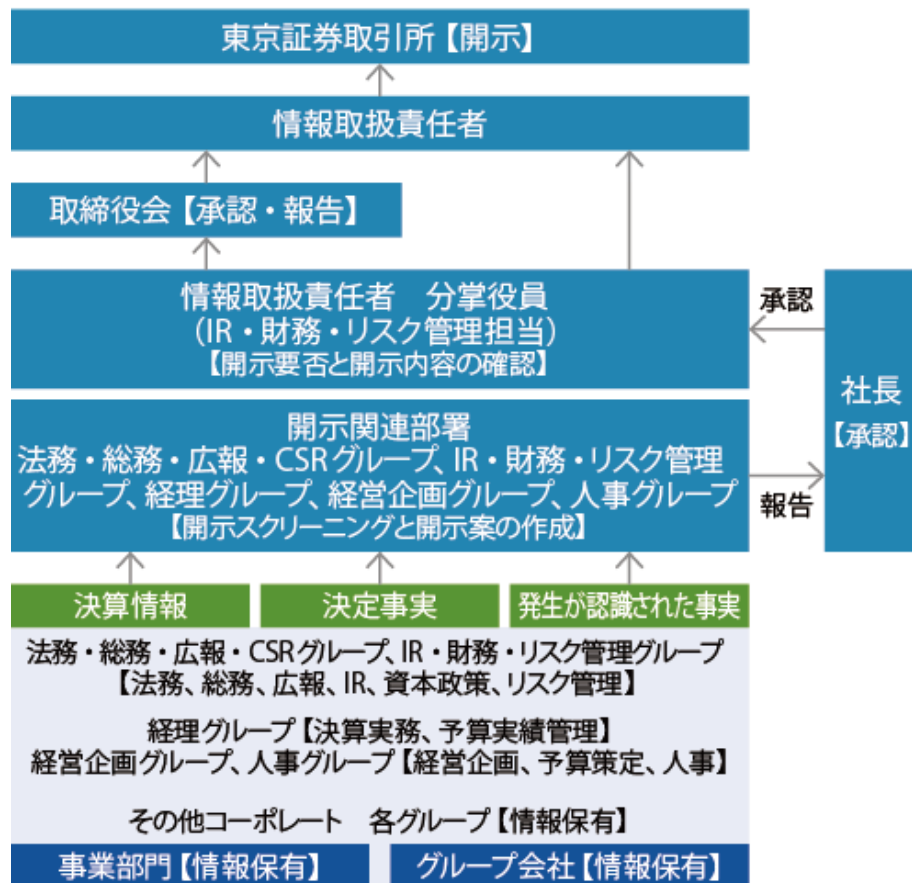 東京証券取引所【開示】
情報取扱責任者
取締役会【承認・報告】
情報取扱責任者　分掌役員
（IR・財務・リスク管理担当）
【開示要否と開示内容の確認】
承認
社長
【承認】
開示関連部署
法務・総務・広報・CSRグループ、IR・財務・リスク管理
グループ、経理グループ、経営企画グループ、人事グループ
【開示スクリーニングと開示案の作成】
報告
決算情報
決定事実
発生が認識された事実
法務・総務・広報・CSRグループ、IR・財務・リスク管理グループ
【法務、総務、広報、IR、資本政策、リスク管理】
経理グループ【決算実務、予算実績管理】
経営企画グループ、人事グループ【経営企画、予算策定、人事】
その他コーポレート　各グループ【情報保有】
事業部門【情報保有】
グループ会社【情報保有】